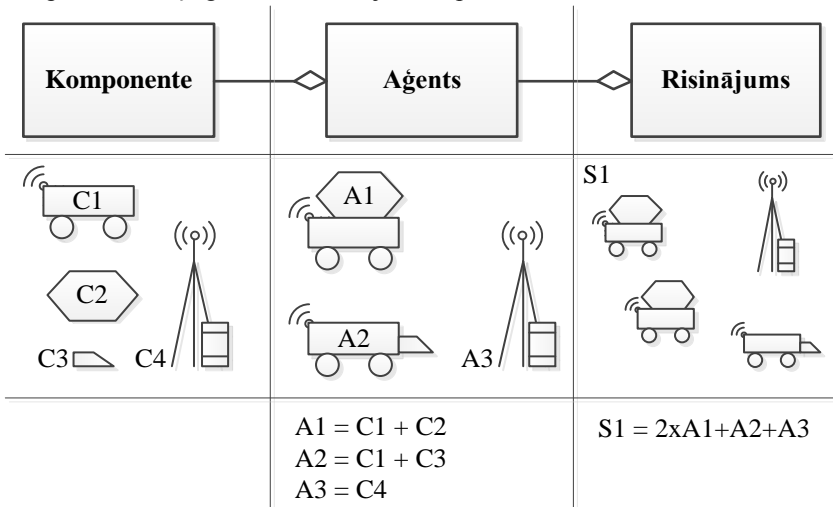 Komponente
Aģents
Risinājums
C1
C2
C3
C4
A1
A2
A3
S1
A1 = C1 + C2
A2 = C1 + C3
A3 = C4
S1 = 2xA1+A2+A3